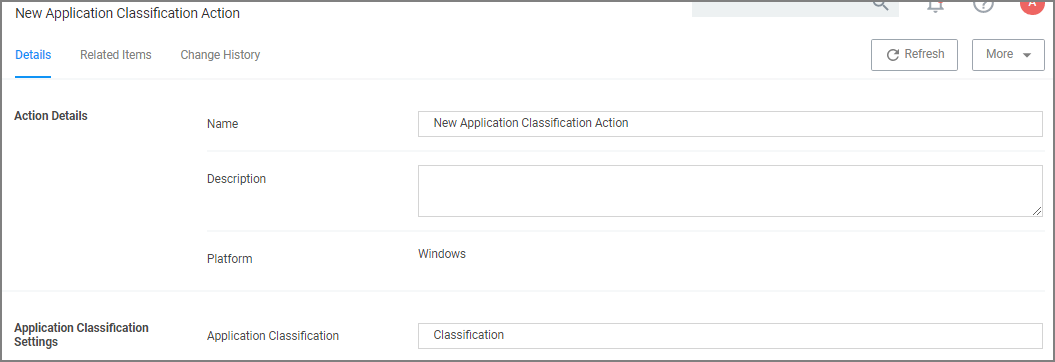 New Application Classification Action
A
Details Related Items Change History Refresh More
Action Details
Name New Application Classification Action
Description
Platform Windows
Application Classification
Settings
Application Classification Classification